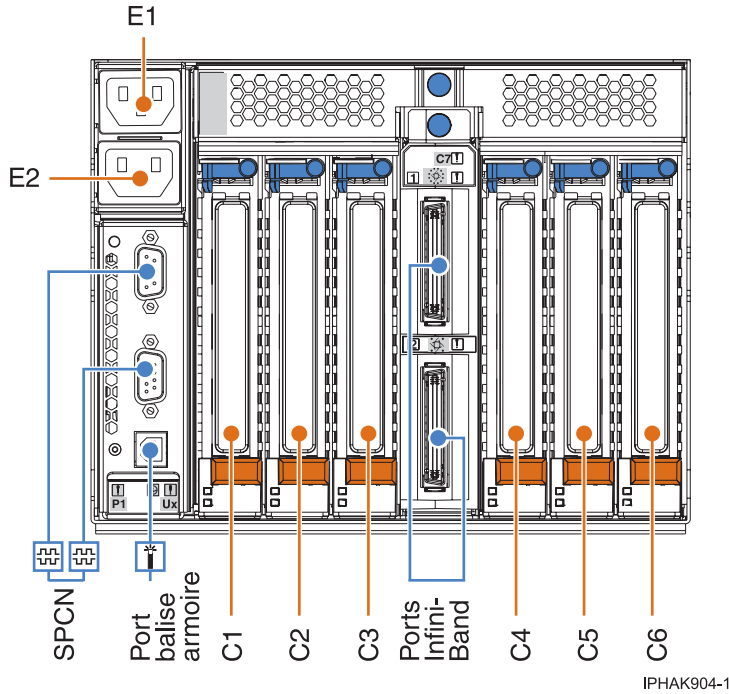 E1
E2
C7
1
2
P1
Ux
SPCN
Port
balise
armoire
C1
C2
C3
Ports
Infini-
Band
C4
C5
C6
IPHAK904-1